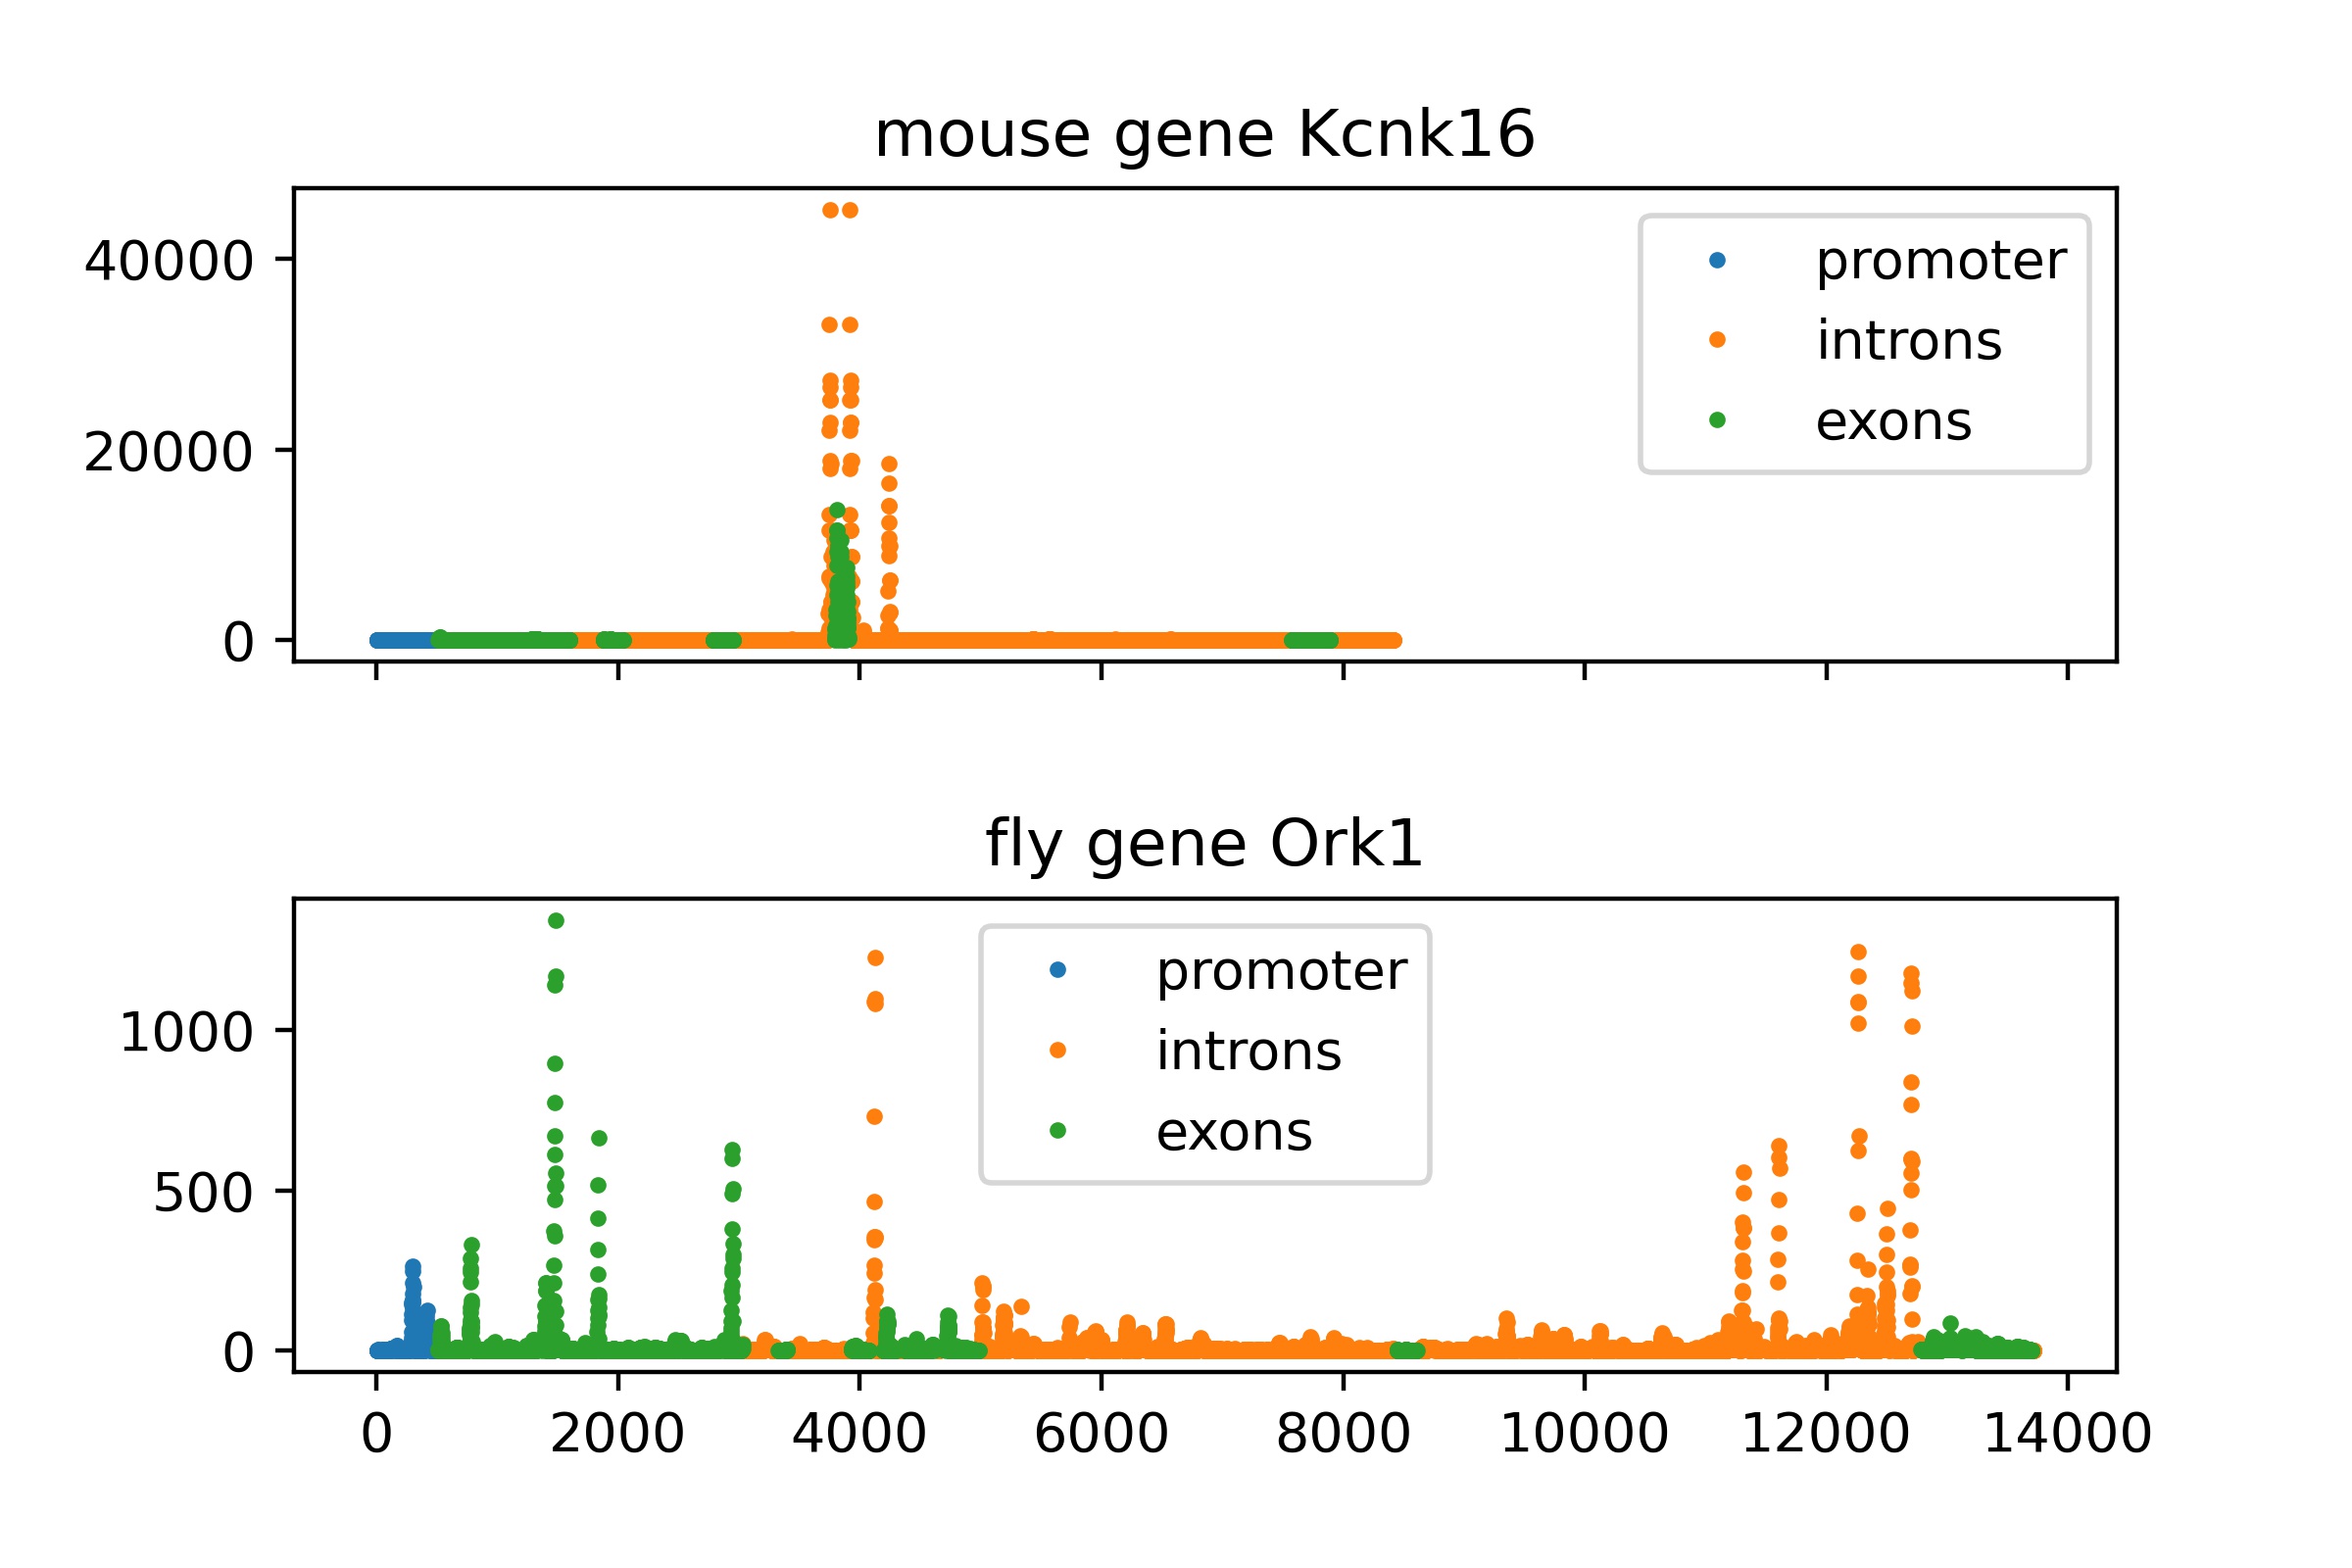 mouse gene Kcnk16
40000
20000
0
promoter
introns
exons
fly gene Ork1
1000
500
0
promoter
introns
exons
0 2000 4000 6000 8000 10000 12000 14000